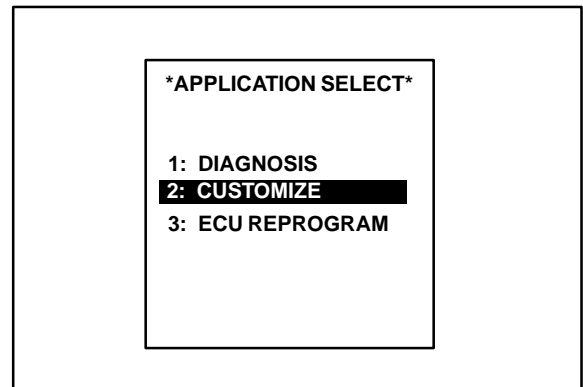 *APPLICATION SELECT*
1: DIAGNOSIS
2: CUSTOMIZE
3: ECU REPROGRAM